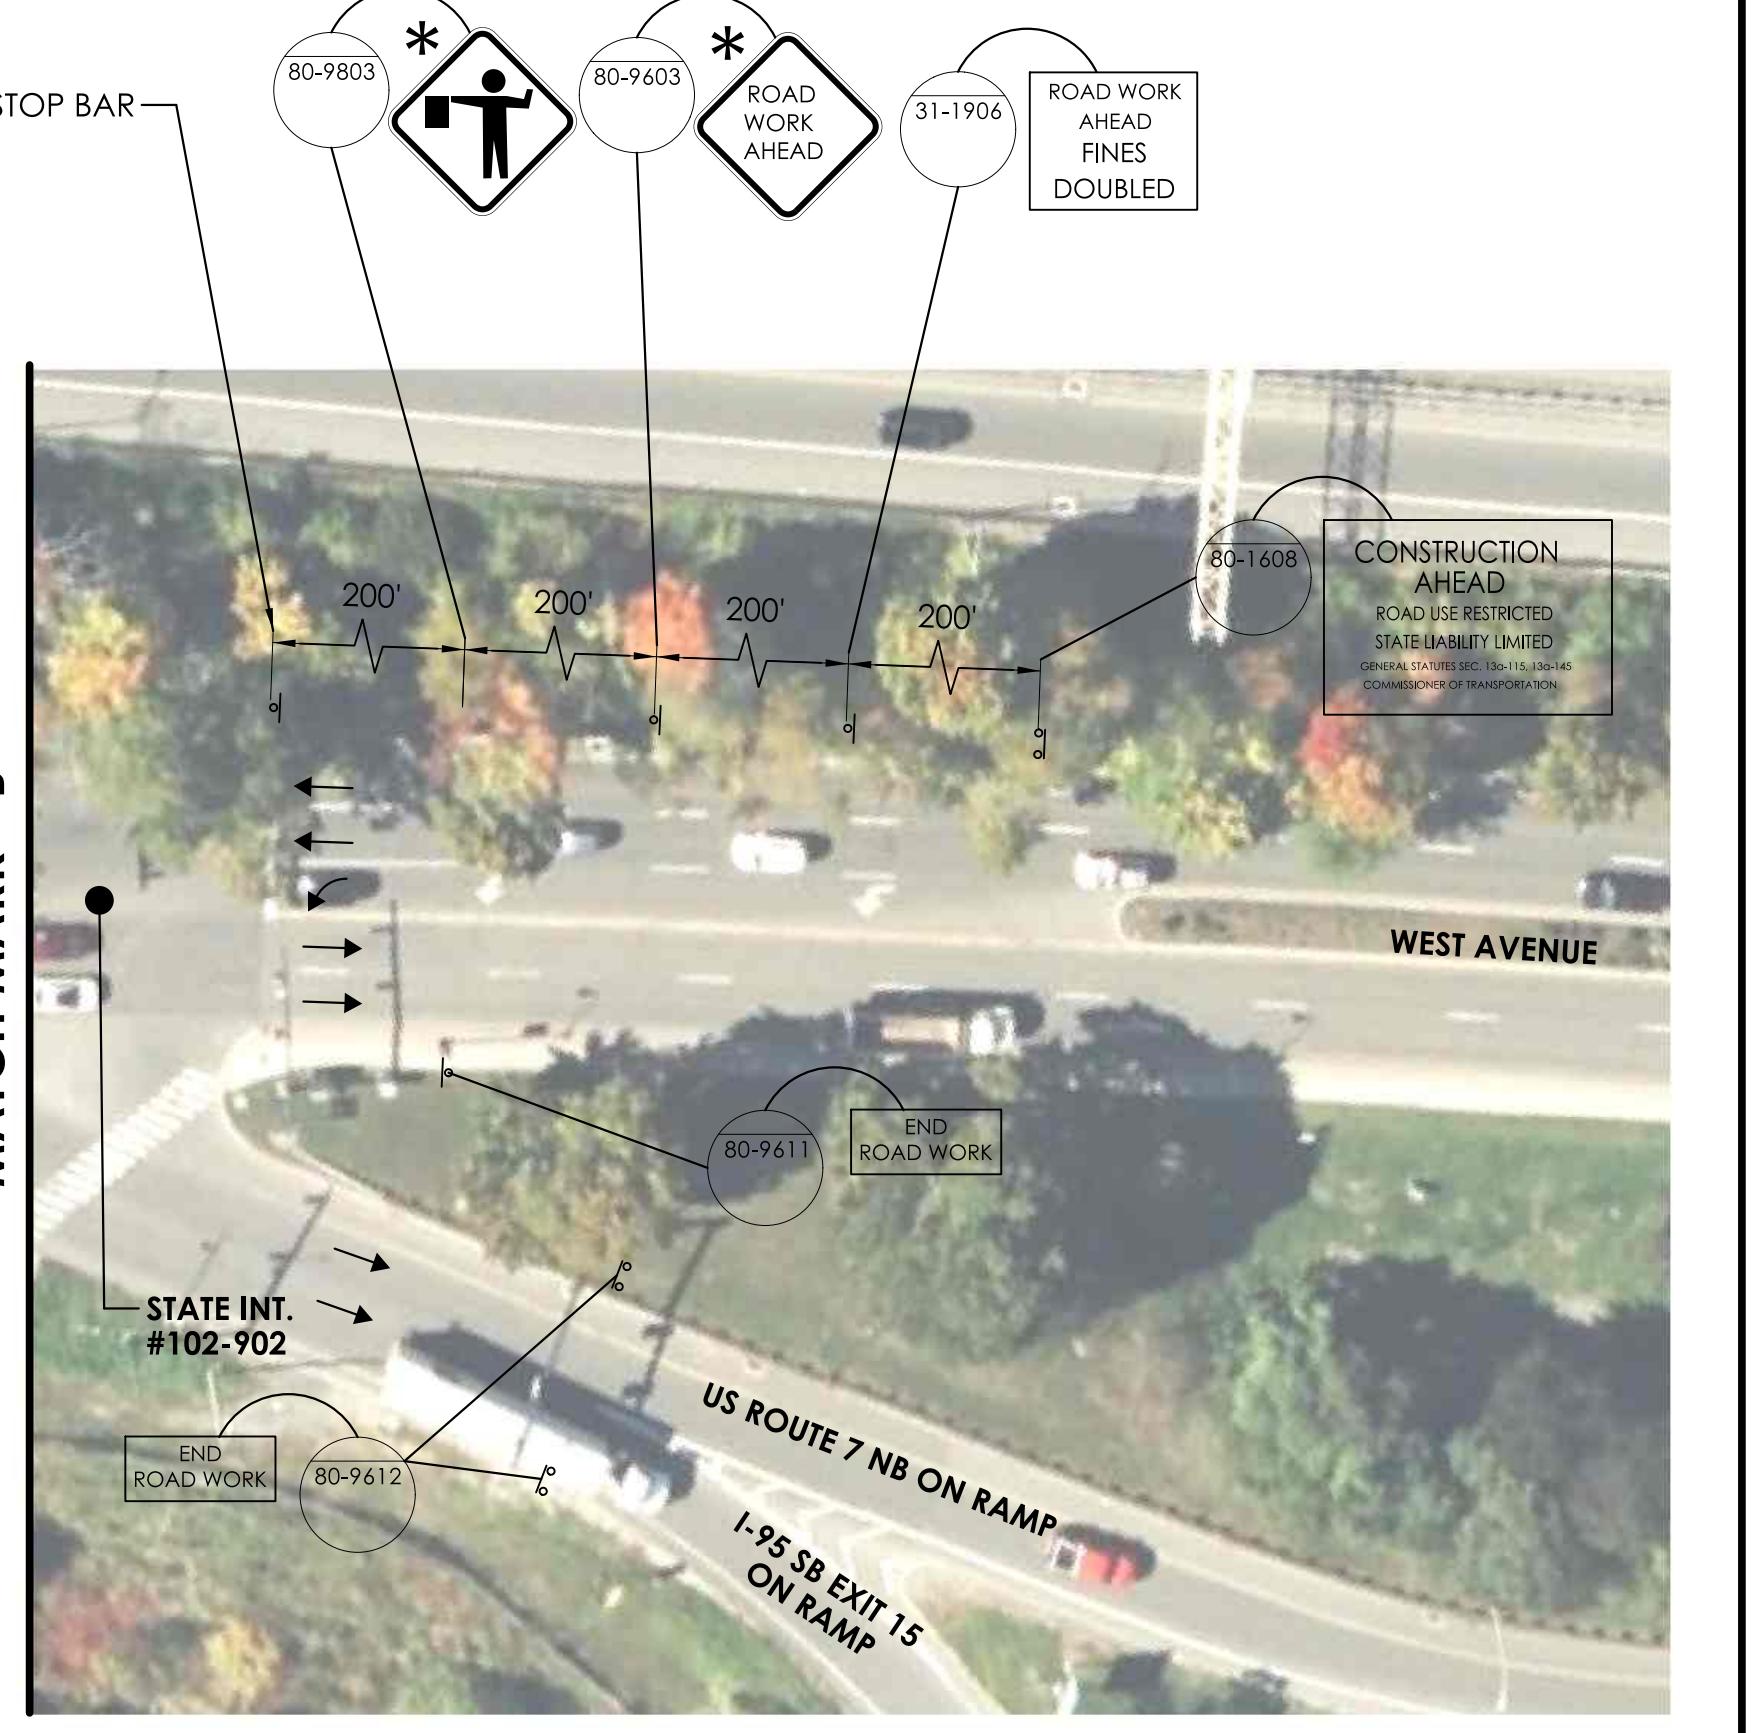 80-9803
*
80-9603
*
ROAD
WORK
AHEAD
31-1906
ROAD WORK
AHEAD
FINES
DOUBLED
STOP BAR
80-1608
CONSTRUCTION
AHEAD
ROAD USE RESTRICTED
STATE LIABILITY LIMITED
GENERAL STATUTES SEC. 13a-115, 13a-145
COMMISSIONER OF TRANSPORTATION
200'
200'
200'
200'
WEST AVENUE
80-9611
END
ROAD WORK
STATE INT.
#102-902
END
ROAD WORK
80-9612
US ROUTE 7 NB ON RAMP
I-95 SB EXIT 15
ON RAMP